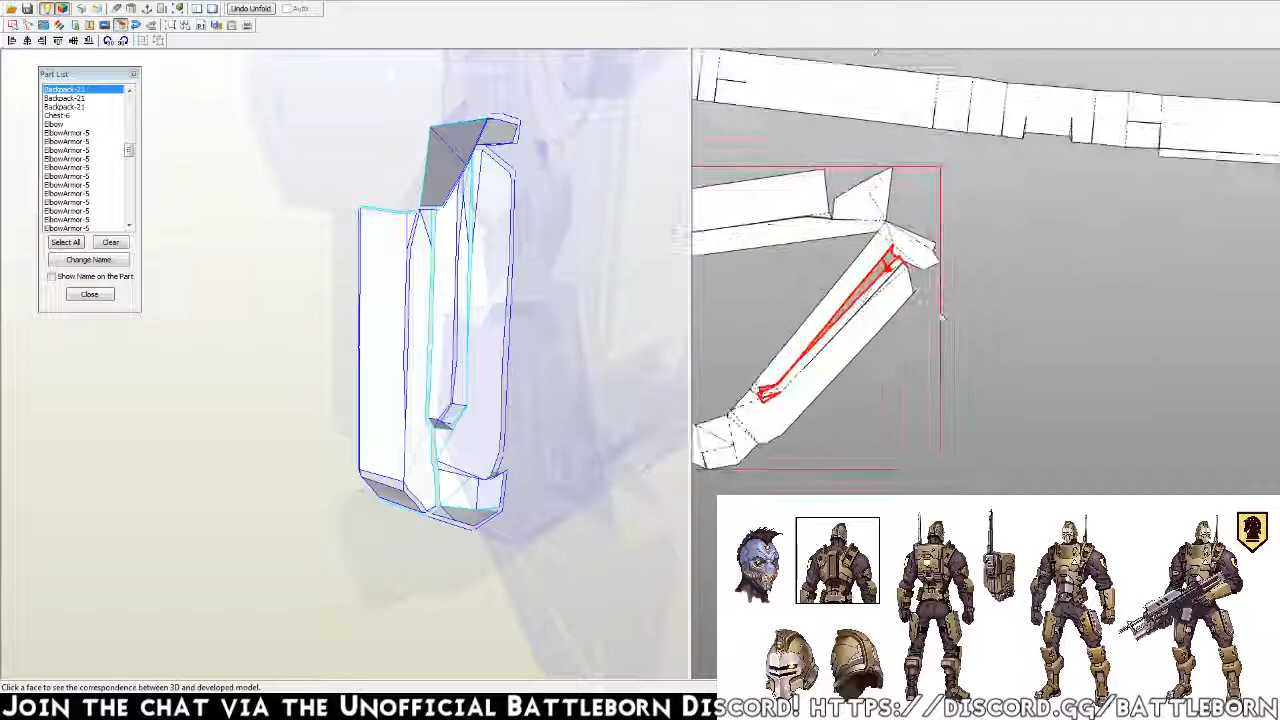 Undo Unfold
Auto
Part List
Backpack-21
Backpack-21
Backpack-21
Chest-6
Elbow
ElbowArmor-5
ElbowArmor-5
ElbowArmor-5
ElbowArmor-5
ElbowArmor-5
ElbowArmor-5
ElbowArmor-5
ElbowArmor-5
ElbowArmor-5
ElbowArmor-5
ElbowArmor-5
ElbowArmor-5
Select All
Clear
Change Name
Show Name on the Part
Close
Click a face to see the correspondence between 3D and developed model.
JOIN THE CHAT VIA THE UNOFFICIAL BATTLEBORN DISCORD! HTTPS://DISCORD.GG/BATTLEBORN